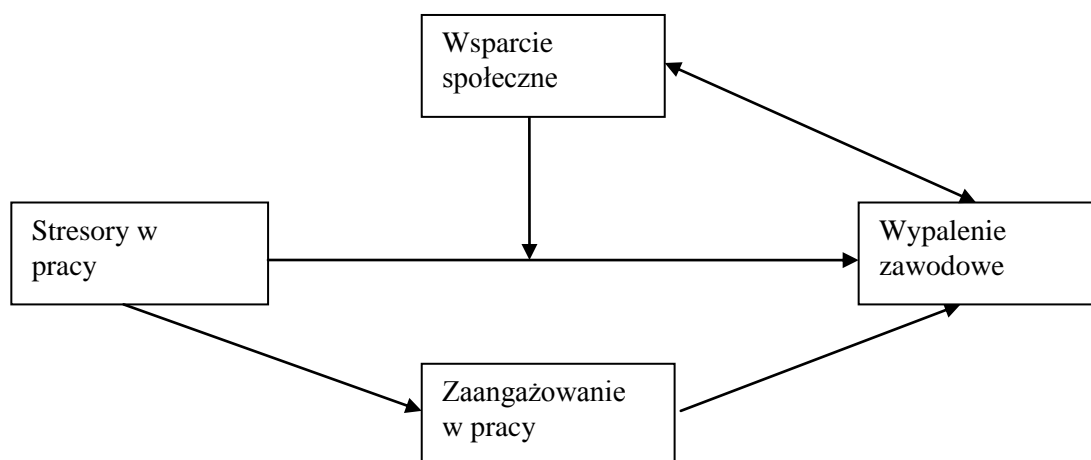 Wsparcie
społeczne
Stresory w
pracy
Wypalenie
zawodowe
Zaangażowanie
w pracy